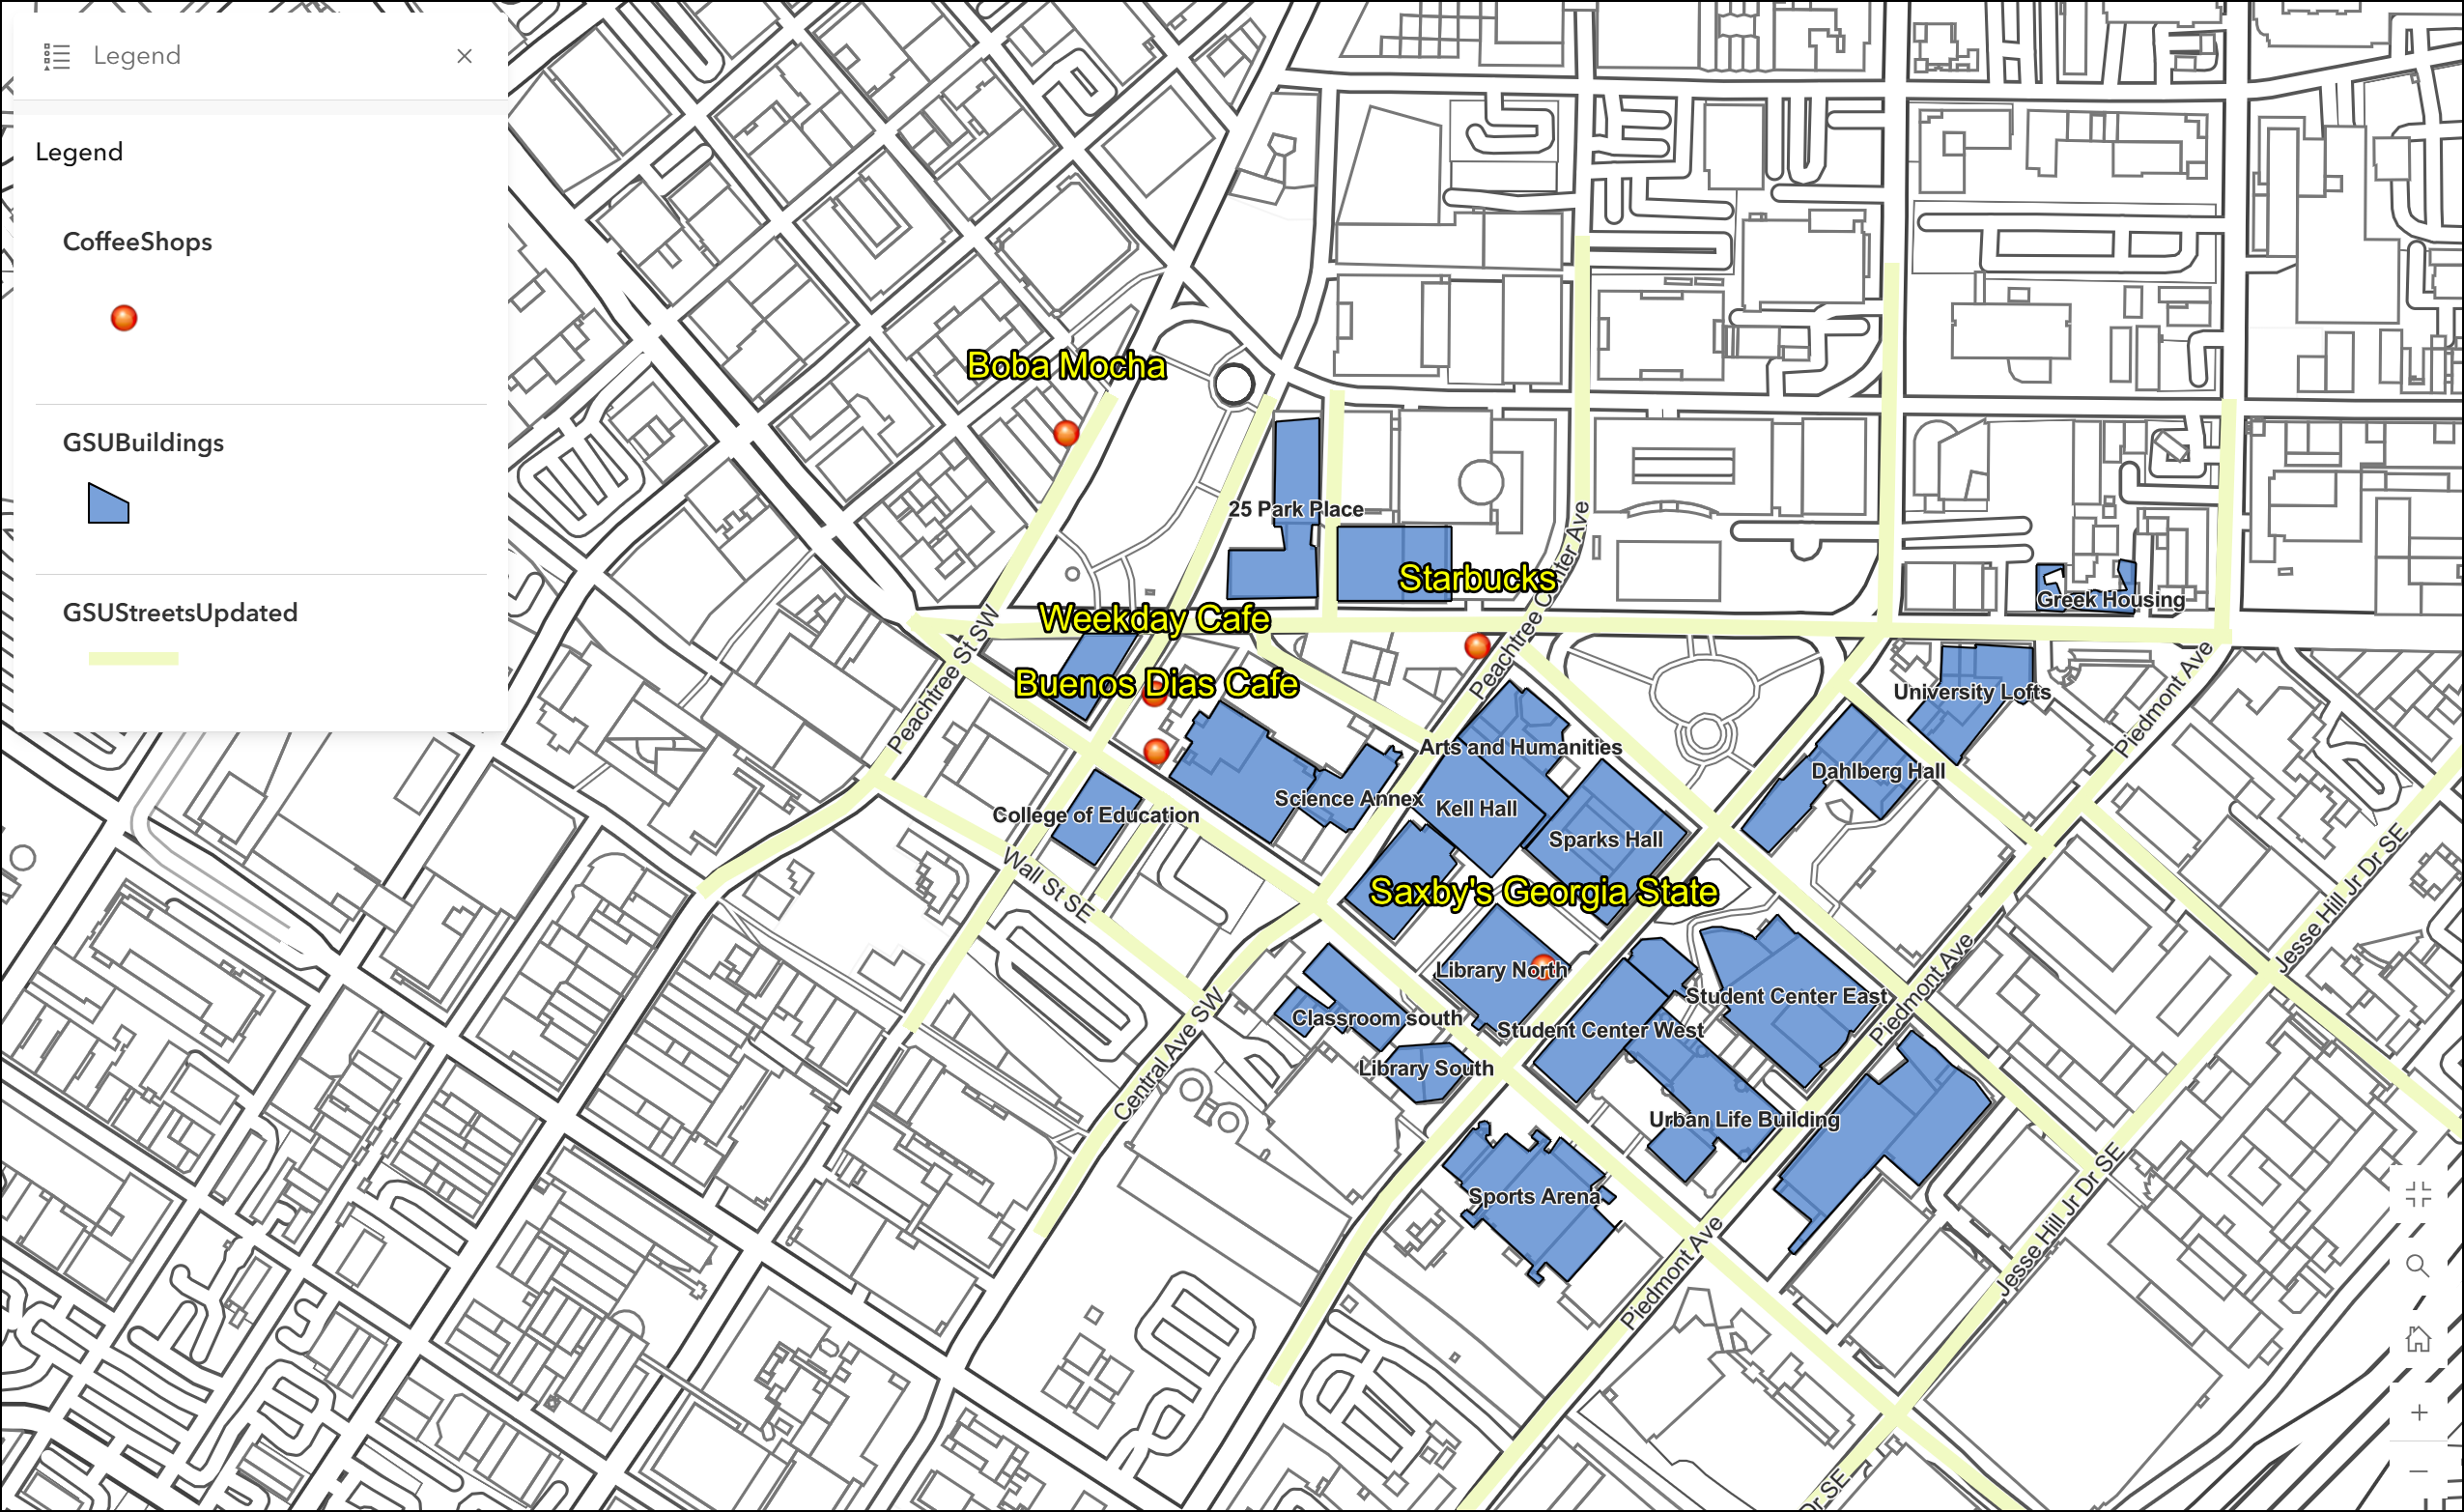 Legend
Legend
CoffeeShops
GSUBuildings
GSUStreetsUpdated
Boba Mocha
25 Park Place
Peachtree Center Ave
Starbucks
Greek Housing
Weekday Cafe
Peachtree St SW
Buenos Dias Cafe
University Lofts
Piedmont Ave
Arts and Humanities
Dahlberg Hall
Science Annex
Kell Hall
College of Education
Sparks Hall
Wall St SE
Saxby's Georgia State
Jesse Hill Jr Dr SE
Library North
Student Center East
Piedmont Ave
Classroom south
Student Center West
Central Ave SW
Library South
Urban Life Building
Sports Arena
Jesse Hill Jr Dr SE
Piedmont Ave
Dr SE